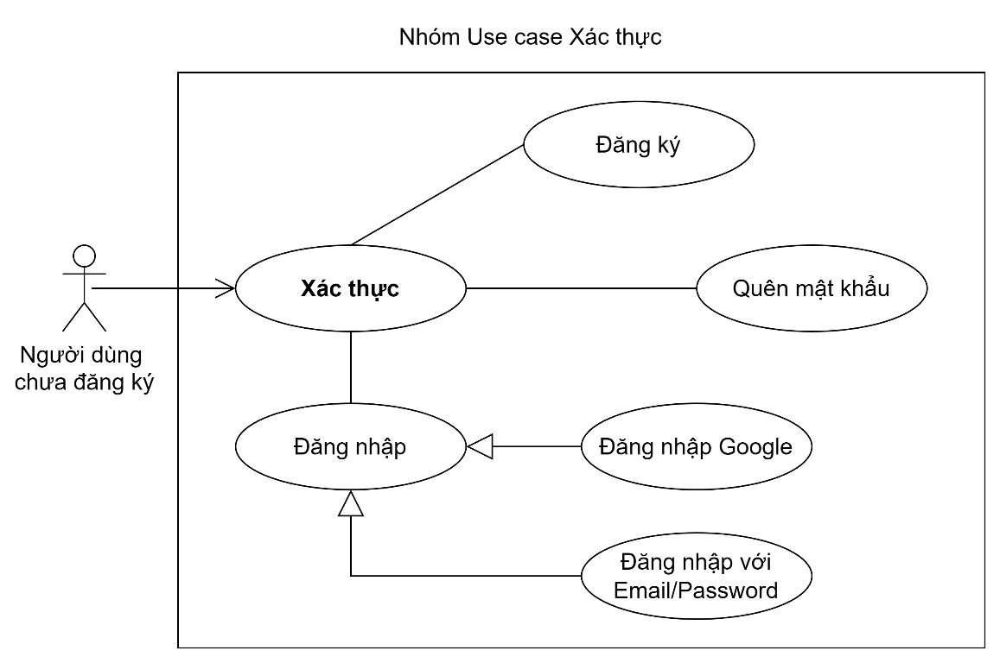 Nhóm Use case Xác thực
Đăng ký
Xác thực
Quên mật khẩu
Người dùng
chưa đăng ký
Đăng nhập
Đăng nhập Google
Đăng nhập với
Email/Password